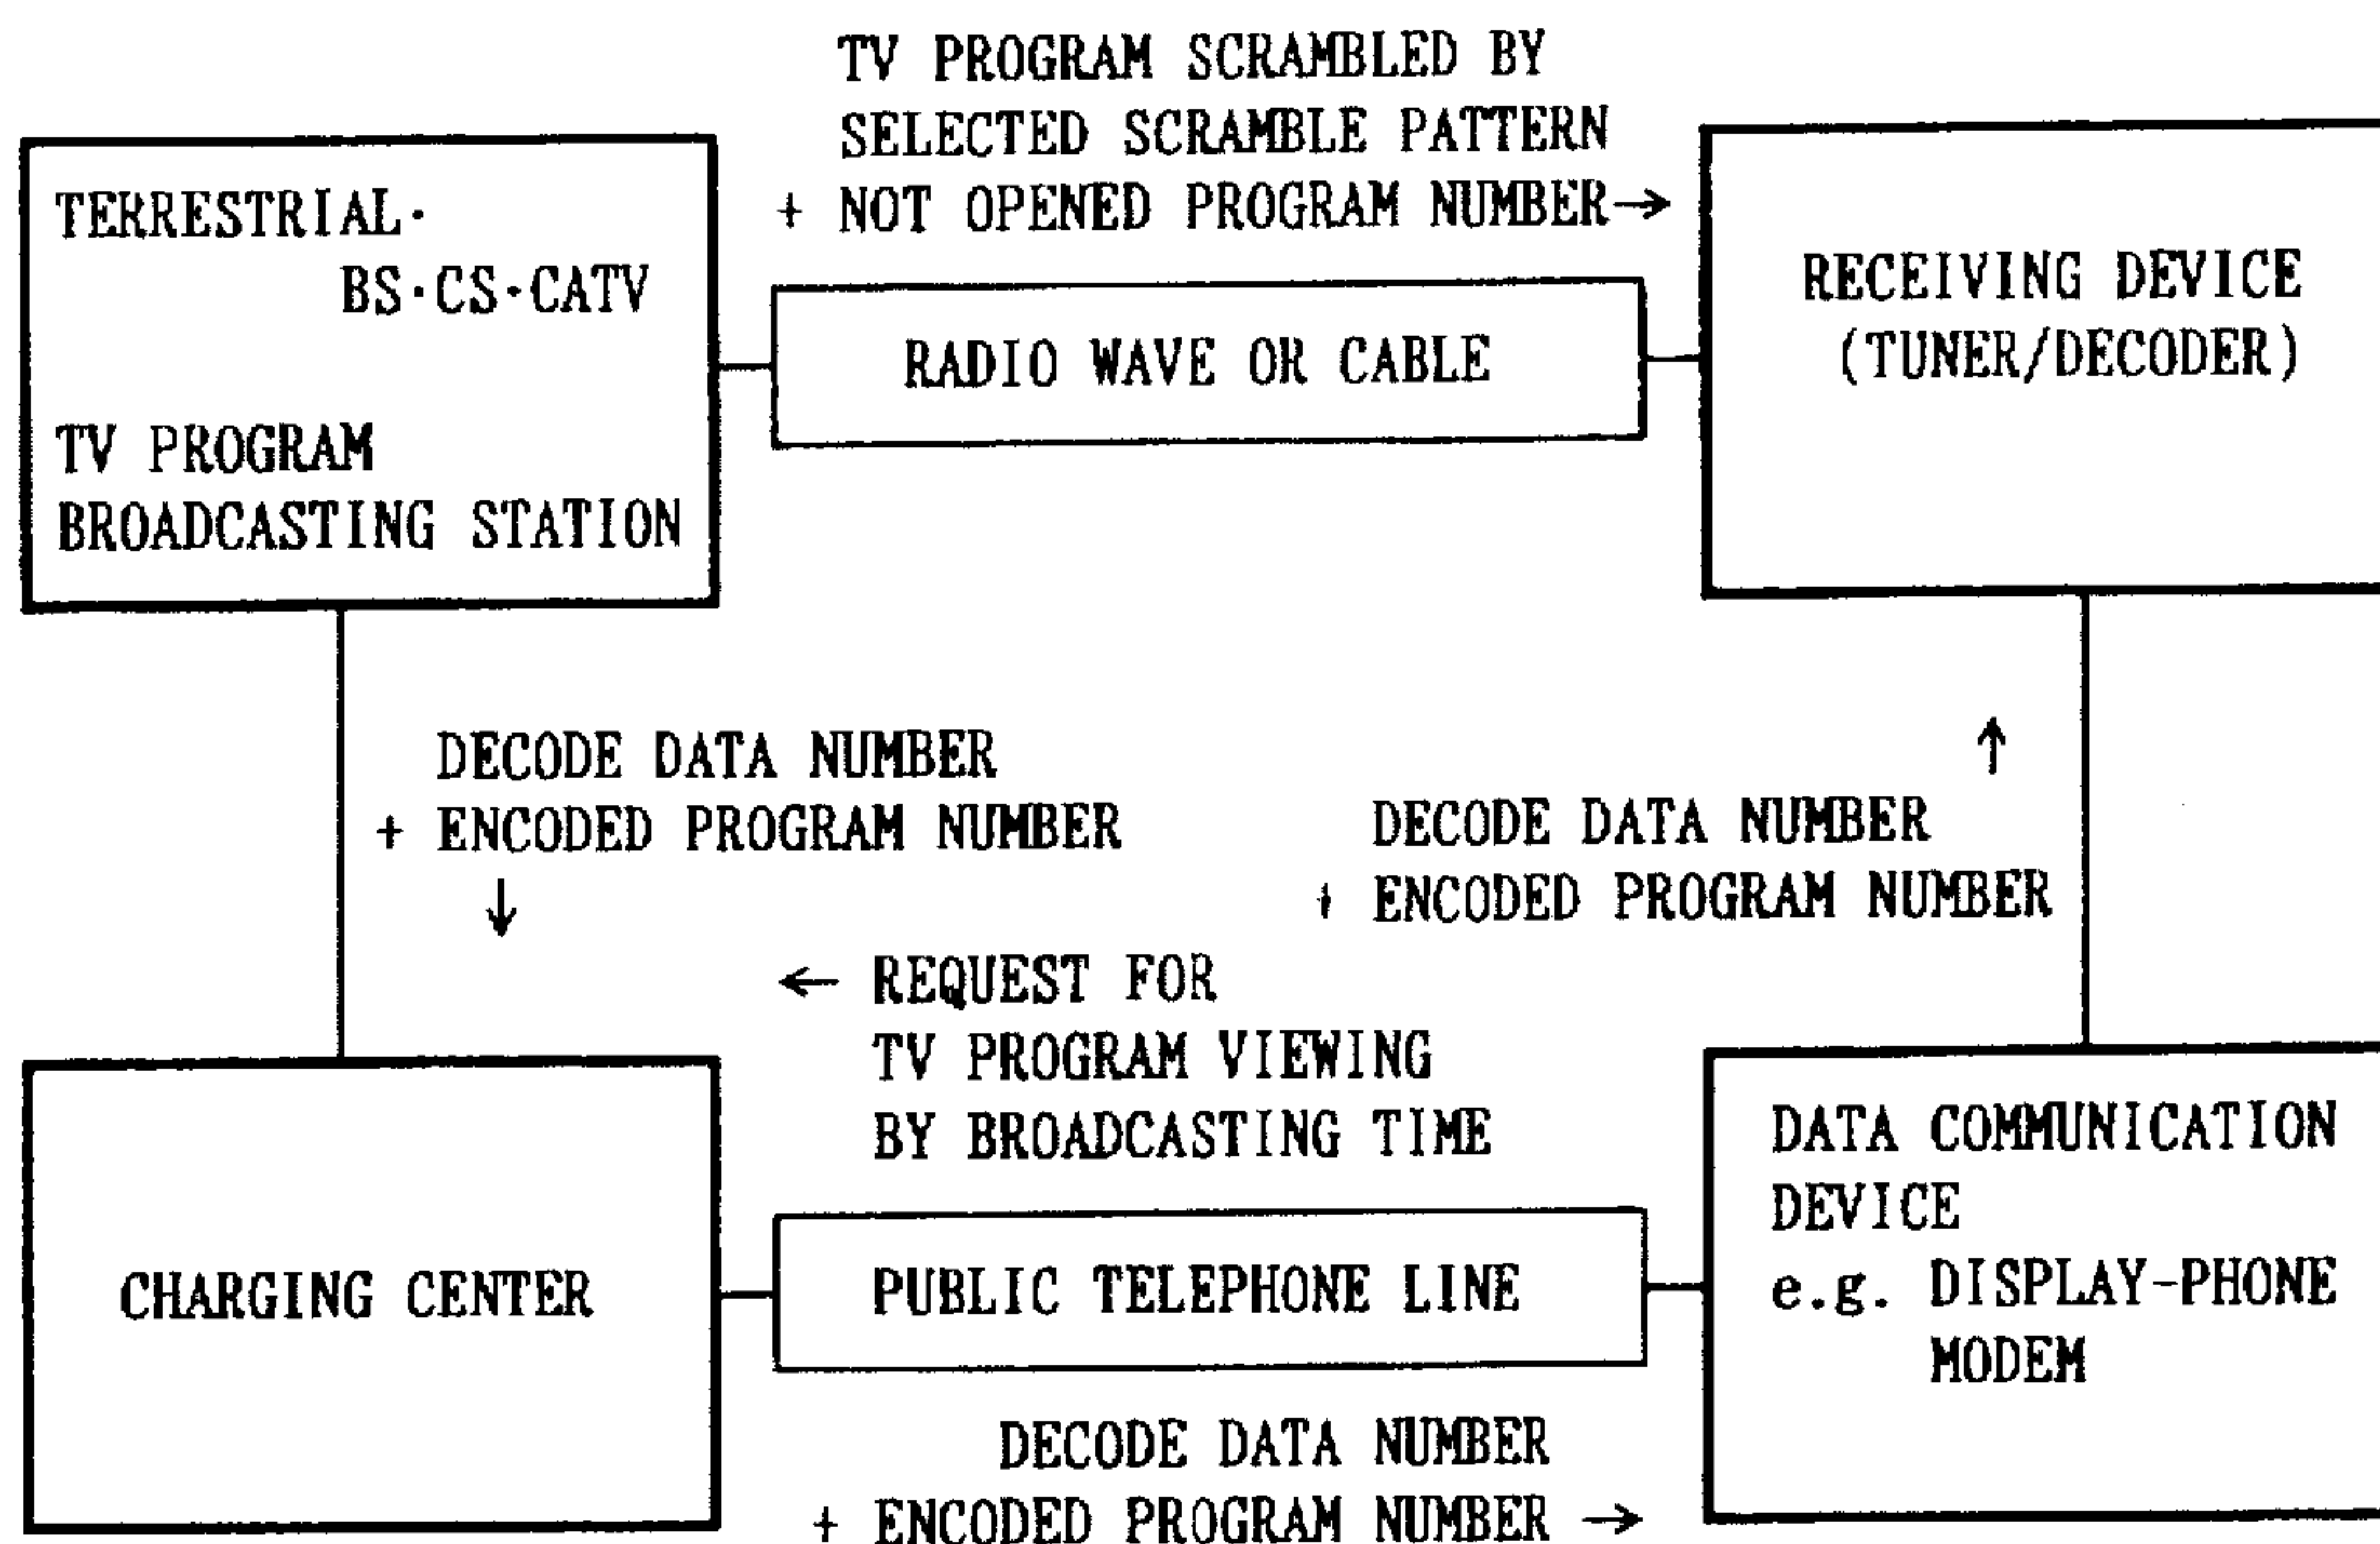 TV PROGRAM SCRAMBLED BY
SELECTED SCRAMBLE PATTERN
+ NOT OPENED PROGRAM NUMBER→
TERRESTRIAL·
BS·CS·CATV
TV PROGRAM
BROADCASTING STATION
RADIO WAVE OR CABLE
RECEIVING DEVICE
(TUNER/DECODER)
DECODE DATA NUMBER
+ ENCODED PROGRAM NUMBER
↓
↑
DECODE DATA NUMBER
+ ENCODED PROGRAM NUMBER
← REQUEST FOR
TV PROGRAM VIEWING
BY BROADCASTING TIME
CHARGING CENTER
PUBLIC TELEPHONE LINE
DATA COMMUNICATION
DEVICE
e.g. DISPLAY-PHONE
MODEM
DECODE DATA NUMBER
+ ENCODED PROGRAM NUMBER →